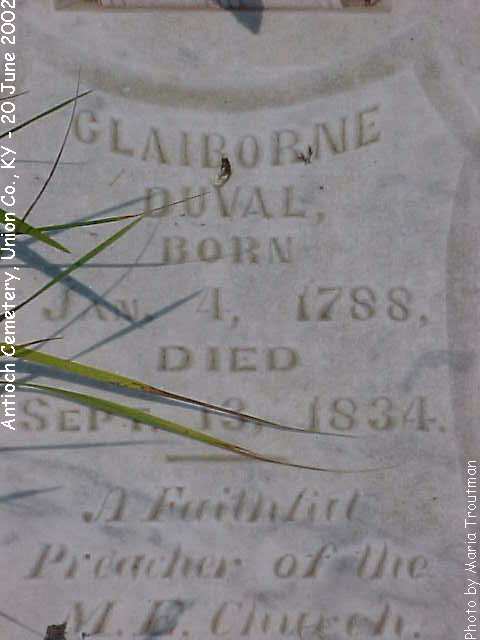 CLAIBORNE
DUVAL,
BORN
JAN. 4, 1788,
DIED
SEPT. 13, 1834.
A Faithful
Preacher of the
M. E. Church.
Antioch Cemetery, Union Co., KY - 20 June 2002
Photo by Maria Troutman